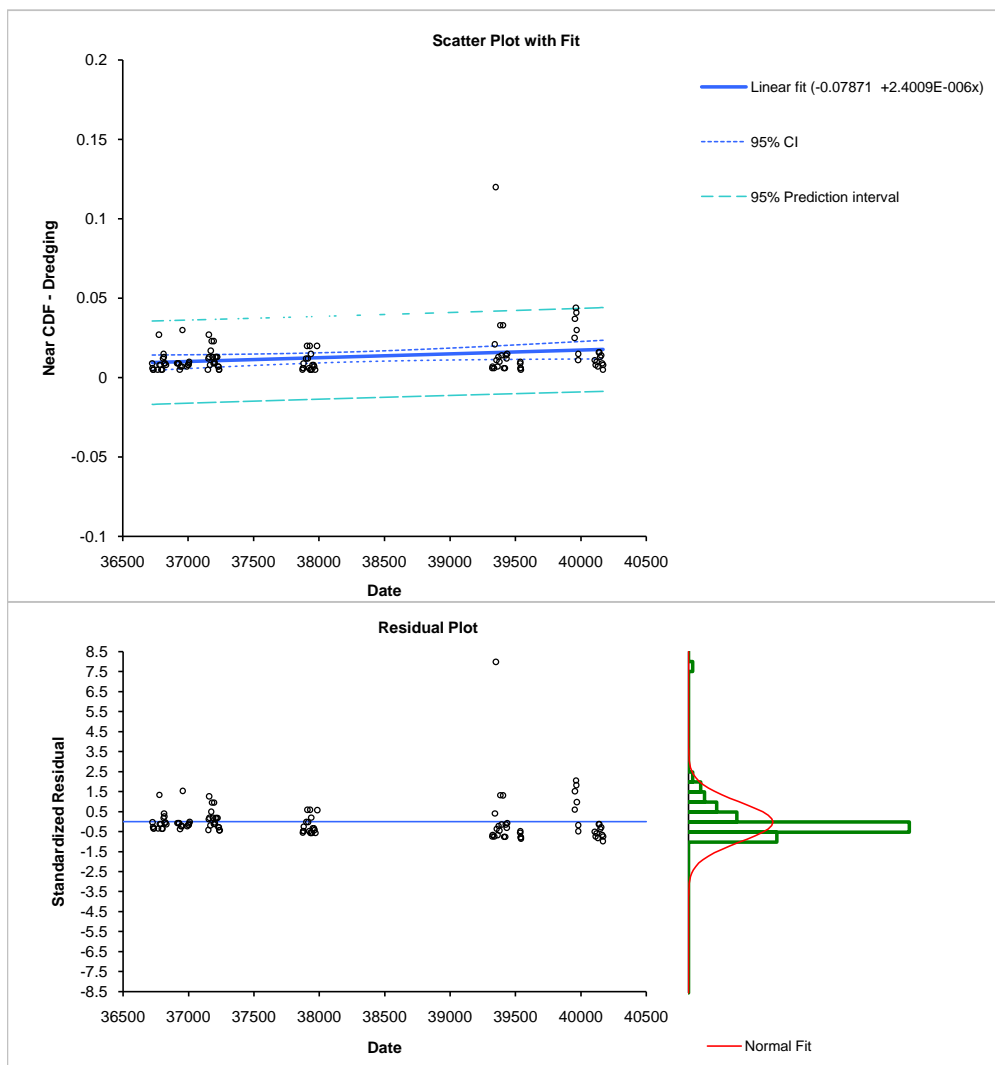 Scatter Plot with Fit
0.2
0.15
0.1
0.05
0
-0.05
-0.1
Near CDF - Dredging
36500 37000 37500 38000 38500 39000 39500 40000 40500
Date
Linear fit (-0.07871 +2.4009E-006x)
95% CI
95% Prediction interval
Residual Plot
8.5
7.5
6.5
5.5
4.5
3.5
2.5
1.5
0.5
-0.5
-1.5
-2.5
-3.5
-4.5
-5.5
-6.5
-7.5
-8.5
Standardized Residual
36500 37000 37500 38000 38500 39000 39500 40000 40500
Date
Normal Fit